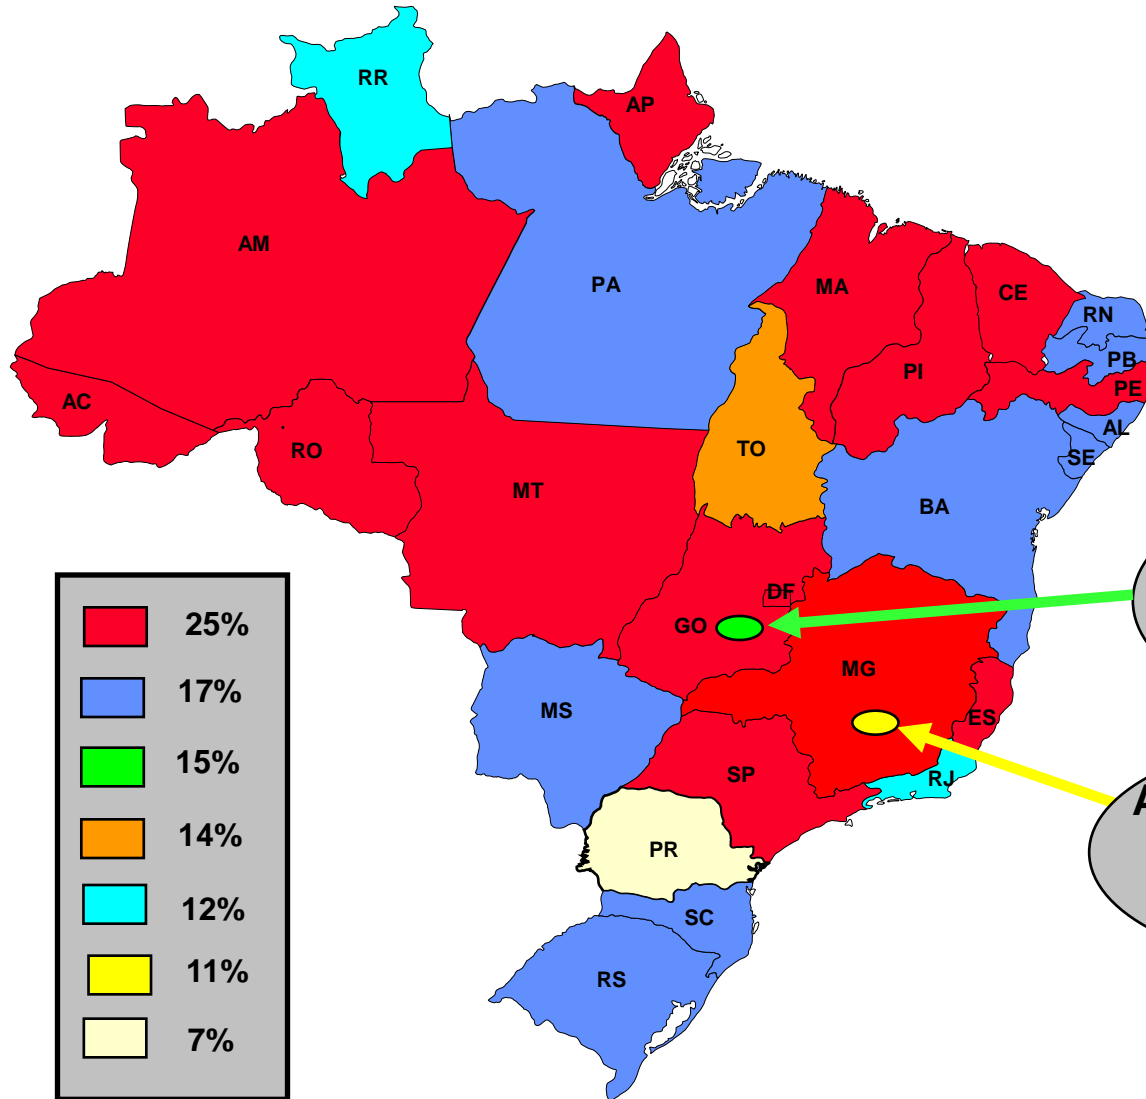 RR
AP
AM
PA
MA
CE
RN
PB
PI
PE
AC
AL
TO
SE
RO
MT
BA
DF
GO
MG
MS
ES
SP
RJ
PR
SC
RS
25%
17%
15%
14%
12%
11%
7%